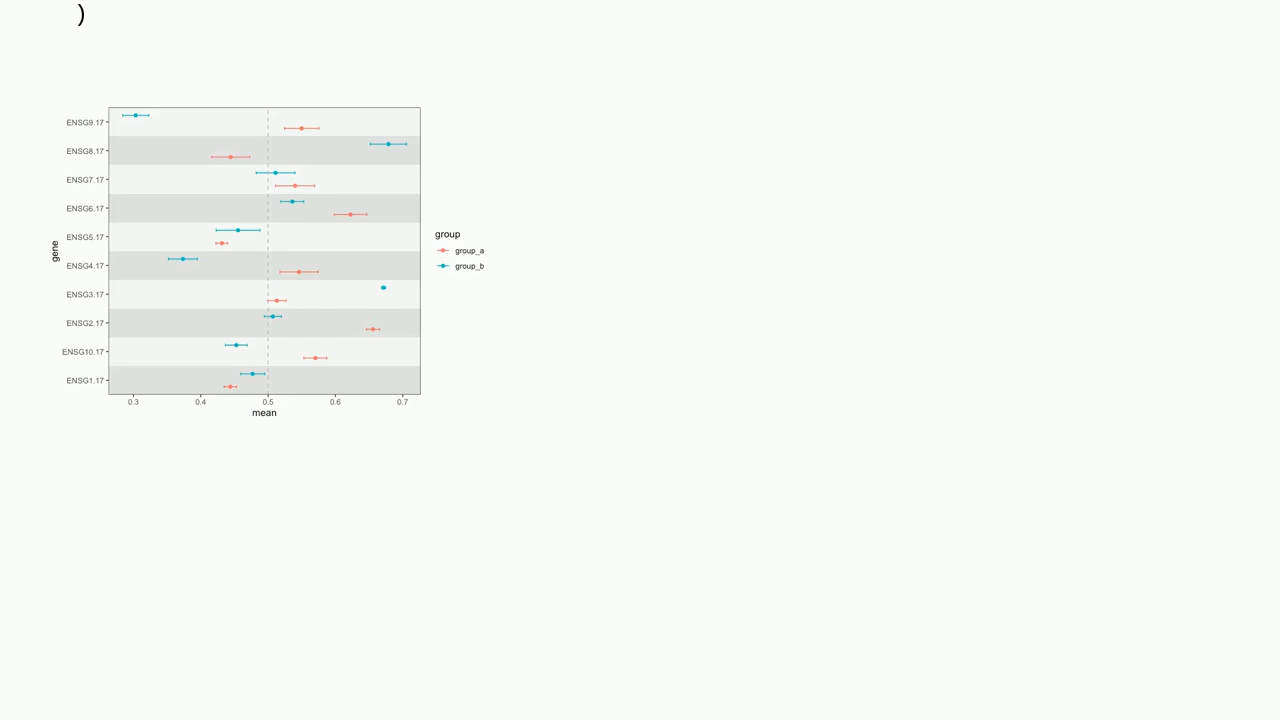 )
ENSG9.17
ENSG8.17
ENSG7.17
ENSG6.17
ENSG5.17
ENSG4.17
ENSG3.17
ENSG2.17
ENSG10.17
ENSG1.17
gene
0.3 0.4 0.5 0.6 0.7
mean
group
group_a
group_b